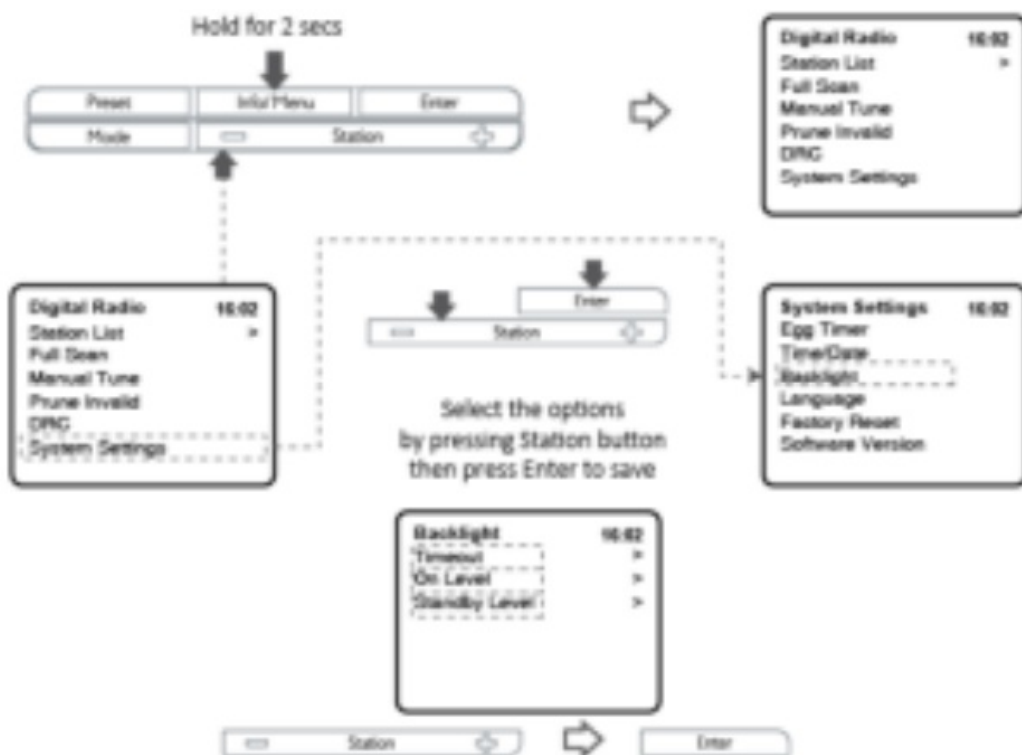 Hold for 2 secs
Preset Info/Menu Enter
Mode Station
Digital Radio 16:02
Station List >
Full Scan
Manual Tune
Prune Invalid
DRC
System Settings
Digital Radio 16:02
Station List >
Full Scan
Manual Tune
Prune Invalid
DRC
System Settings
Enter
Station
Select the options
by pressing Station button
then press Enter to save
System Settings 16:02
Egg Timer
Time/Date
Backlight
Language
Factory Reset
Software Version
Backlight 16:02
Timeout >
On Level >
Standby Level >
Station Enter